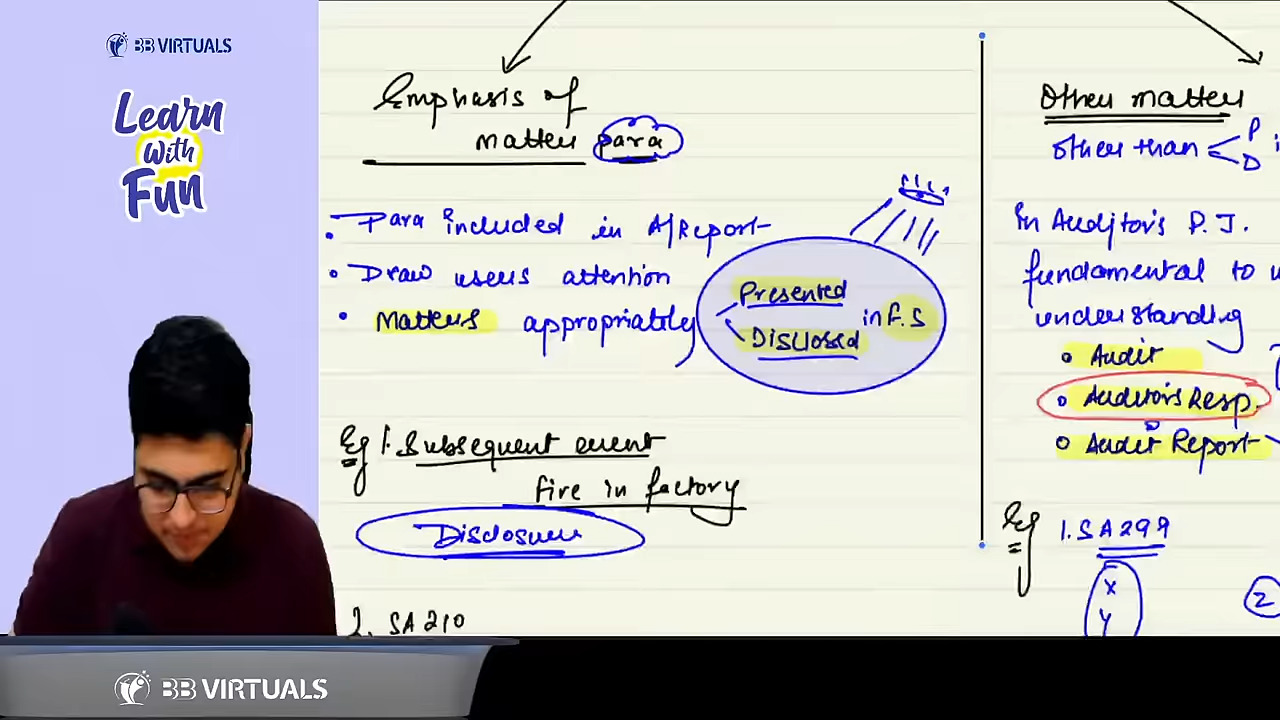 BB VIRTUALS
Learn
With
Fun
Emphasis of
matter para
• Para included in A/Report
• Draw users attention
• Matters appropriately
Presented
Disclosed
in F.S
Eg 1. Subsequent event
fire in factory
Disclosure
2. SA 210
Other matter
Other than
P
D
In Auditor's P.J.
fundamental to
understanding
• Audit
• Auditor's Resp.
• Audit Report
Eg
1. SA 299
X
Y
2
BB VIRTUALS